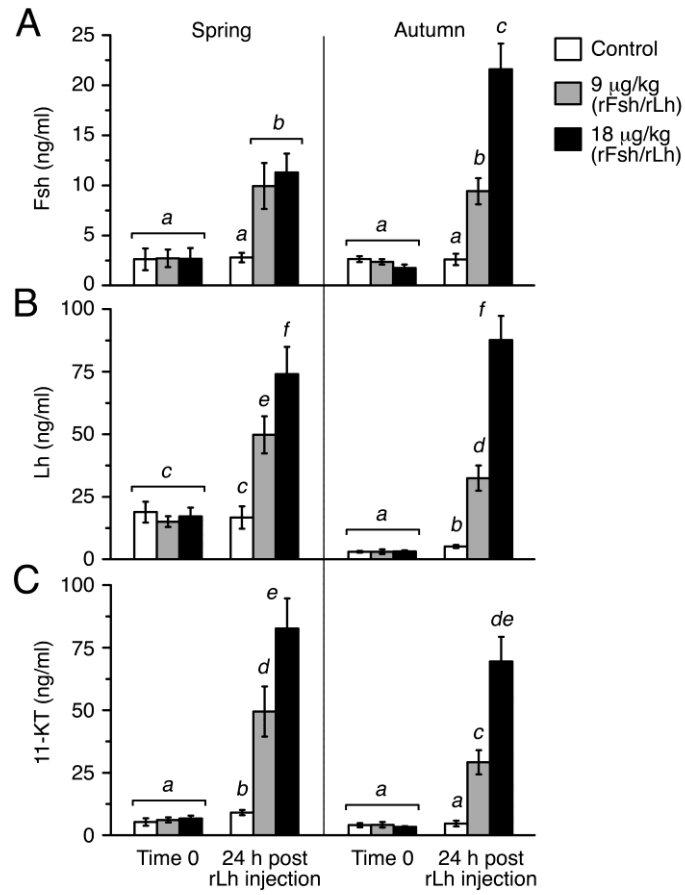 A
Spring
Autumn
c
Control
9 µg/kg
(rFsh/rLh)
18 µg/kg
(rFsh/rLh)
Fsh (ng/ml)
25
20
15
10
5
0
a
a
b
a
a
b
B
Lh (ng/ml)
100
75
50
25
0
c
c
e
f
a
b
d
f
C
11-KT (ng/ml)
100
75
50
25
0
a
b
d
e
a
a
c
de
Time 0
24 h post
rLh injection
Time 0
24 h post
rLh injection